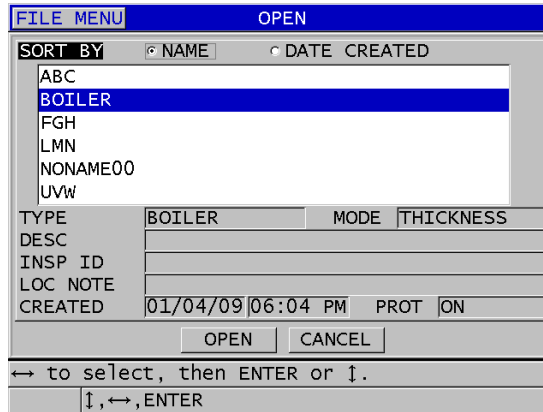 FILE MENU OPEN
SORT BY NAME DATE CREATED
ABC
BOILER
FGH
LMN
NONAME00
UVW
TYPE BOILER MODE THICKNESS
DESC
INSP ID
LOC NOTE
CREATED 01/04/09 06:04 PM PROT ON
OPEN CANCEL
↔ to select, then ENTER or ↕.
↕,↔,ENTER